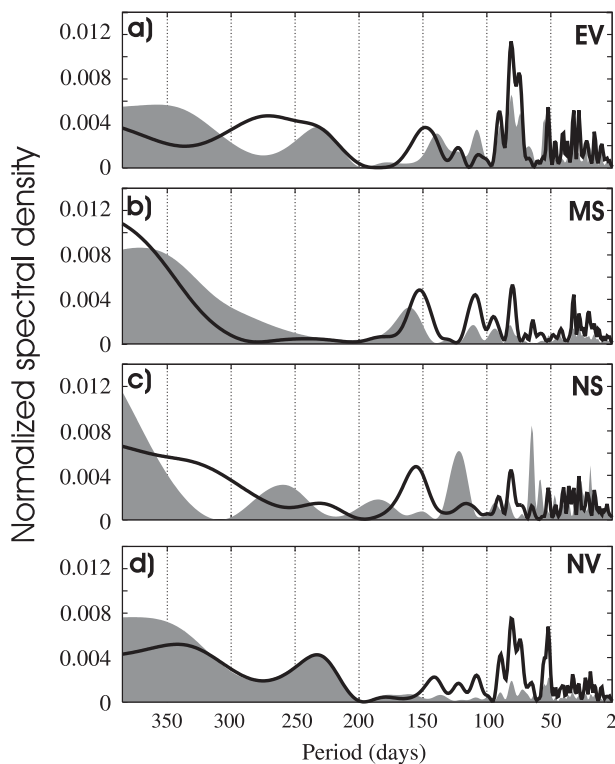 Normalized spectral density
a)
EV
0.012
0.008
0.004
0
b)
MS
0.012
0.008
0.004
0
c)
NS
0.012
0.008
0.004
0
d)
NV
0.012
0.008
0.004
0
350 300 250 200 150 100 50 2
Period (days)